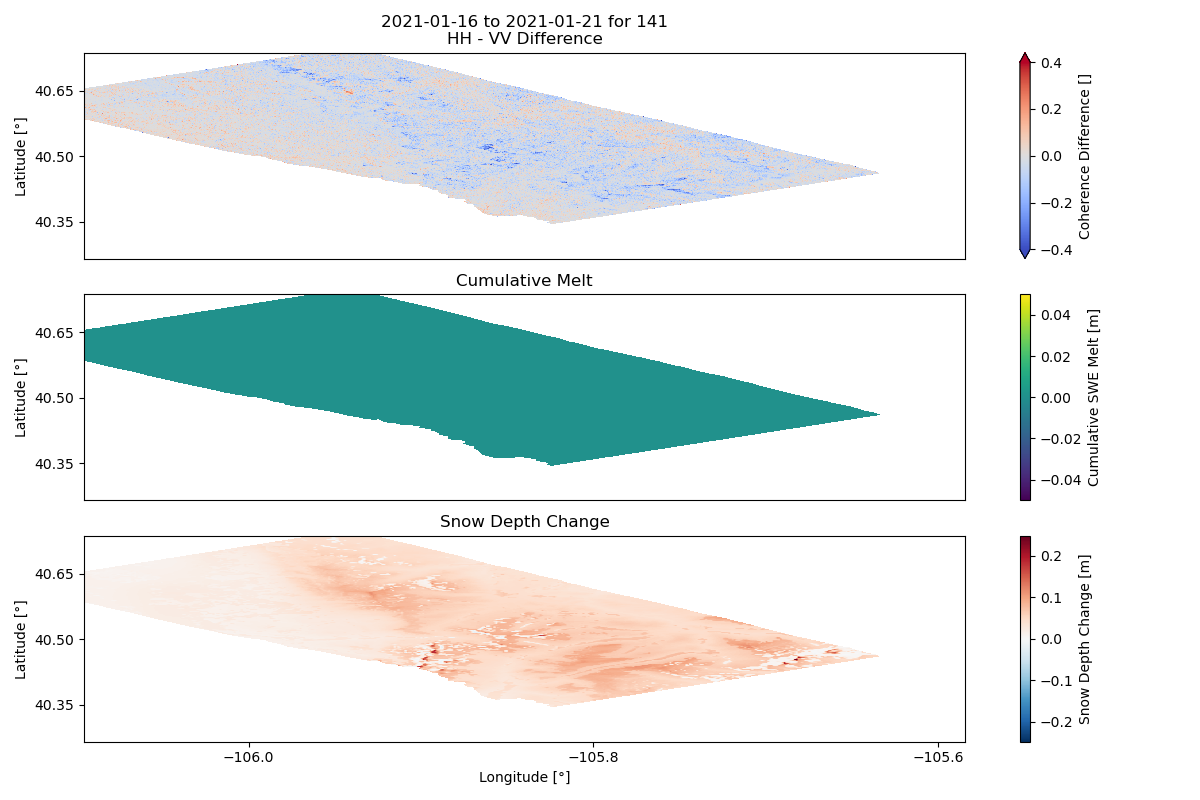 2021-01-16 to 2021-01-21 for 141
HH - VV Difference
40.65
40.50
40.35
Latitude [°]
0.4
0.2
0.0
−0.2
−0.4
Coherence Difference []
Cumulative Melt
40.65
40.50
40.35
Latitude [°]
0.04
0.02
0.00
−0.02
−0.04
Cumulative SWE Melt [m]
Snow Depth Change
40.65
40.50
40.35
Latitude [°]
0.2
0.1
0.0
−0.1
−0.2
Snow Depth Change [m]
−106.0
−105.8
−105.6
Longitude [°]